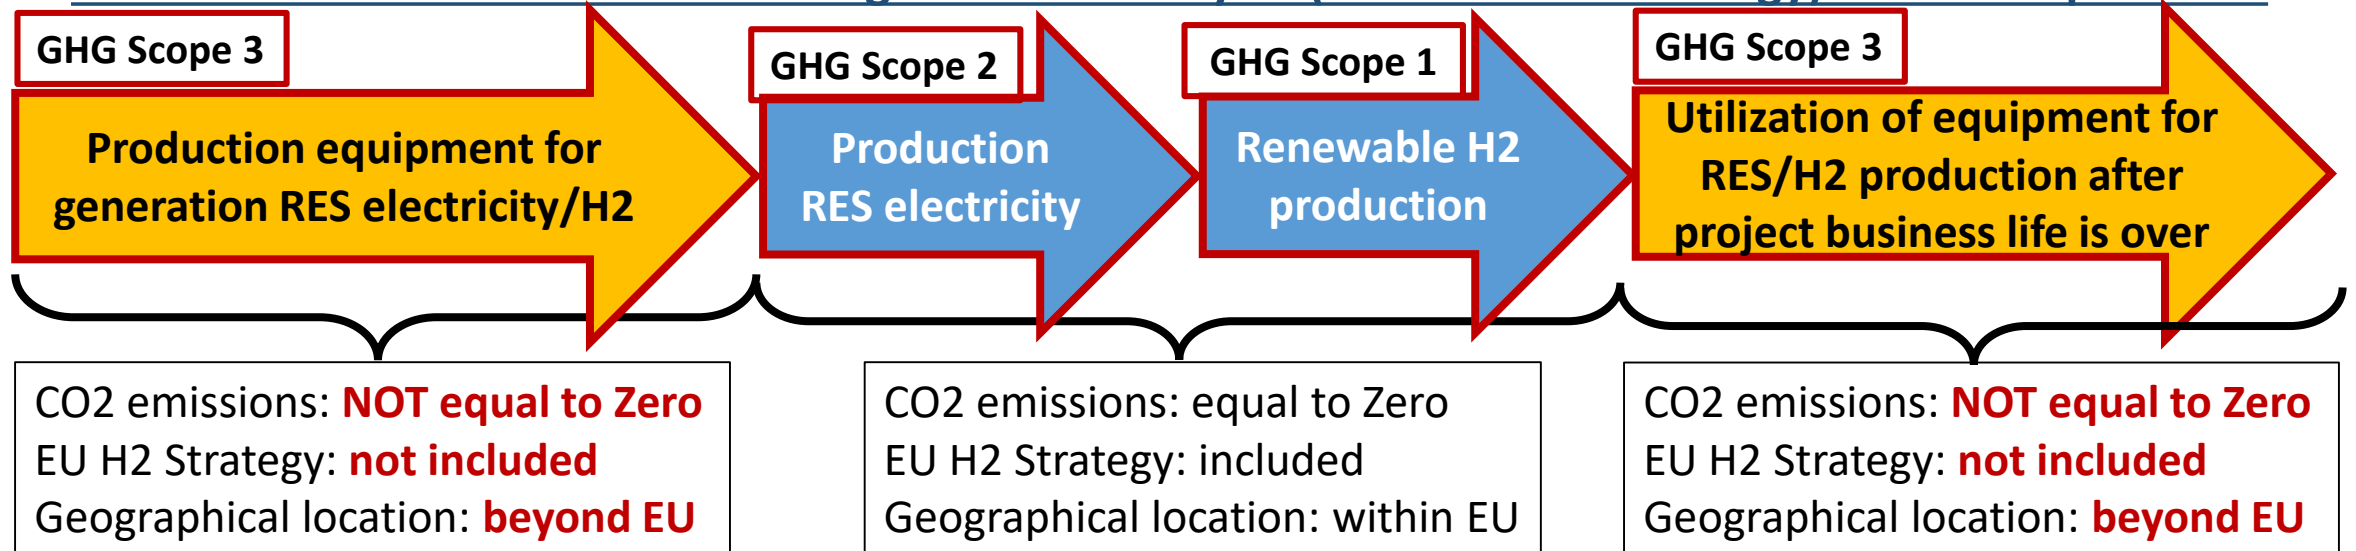 GHG Scope 3
Production equipment for
generation RES electricity/H2
GHG Scope 2
Production
RES electricity
GHG Scope 1
Renewable H2
production
GHG Scope 3
Utilization of equipment for
RES/H2 production after
project business life is over
CO2 emissions: NOT equal to Zero
EU H2 Strategy: not included
Geographical location: beyond EU
CO2 emissions: equal to Zero
EU H2 Strategy: included
Geographical location: within EU
CO2 emissions: NOT equal to Zero
EU H2 Strategy: not included
Geographical location: beyond EU